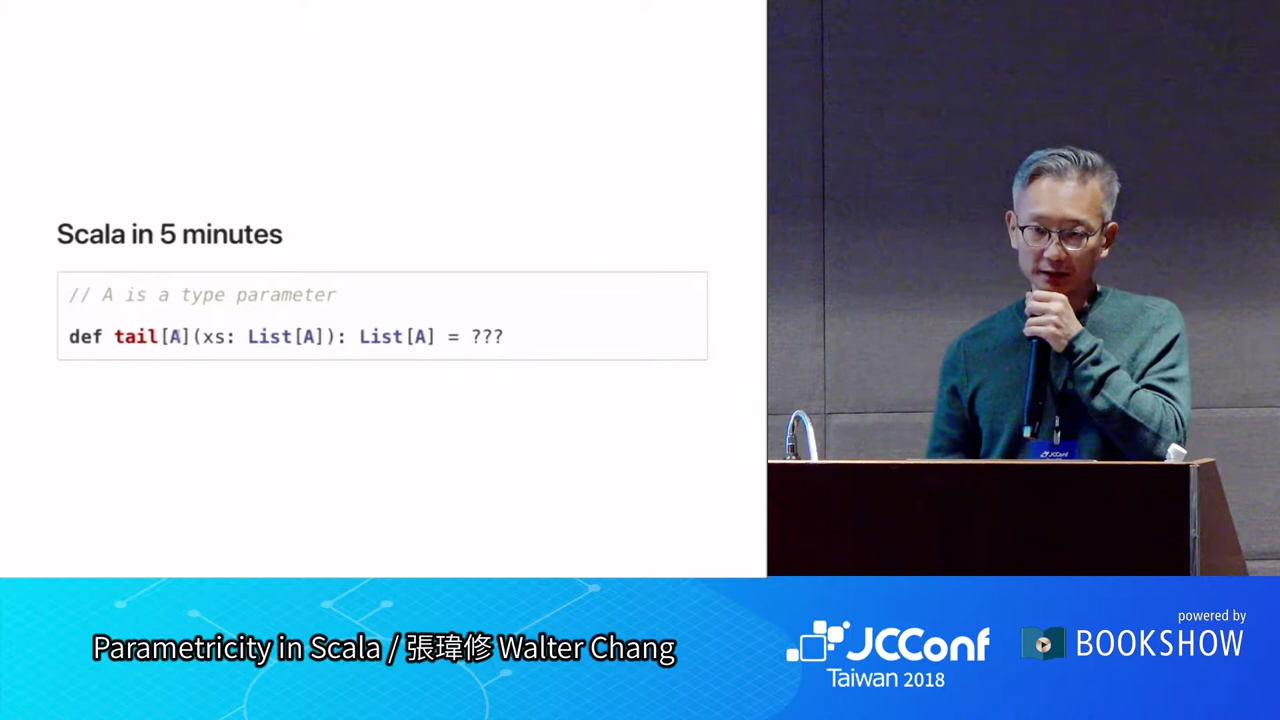 Scala in 5 minutes
// A is a type parameter
def tail[A](xs: List[A]): List[A] = ???
JCConf
Parametricity in Scala / 張瑋修 Walter Chang
JCConf
Taiwan 2018
powered by
BOOKSHOW